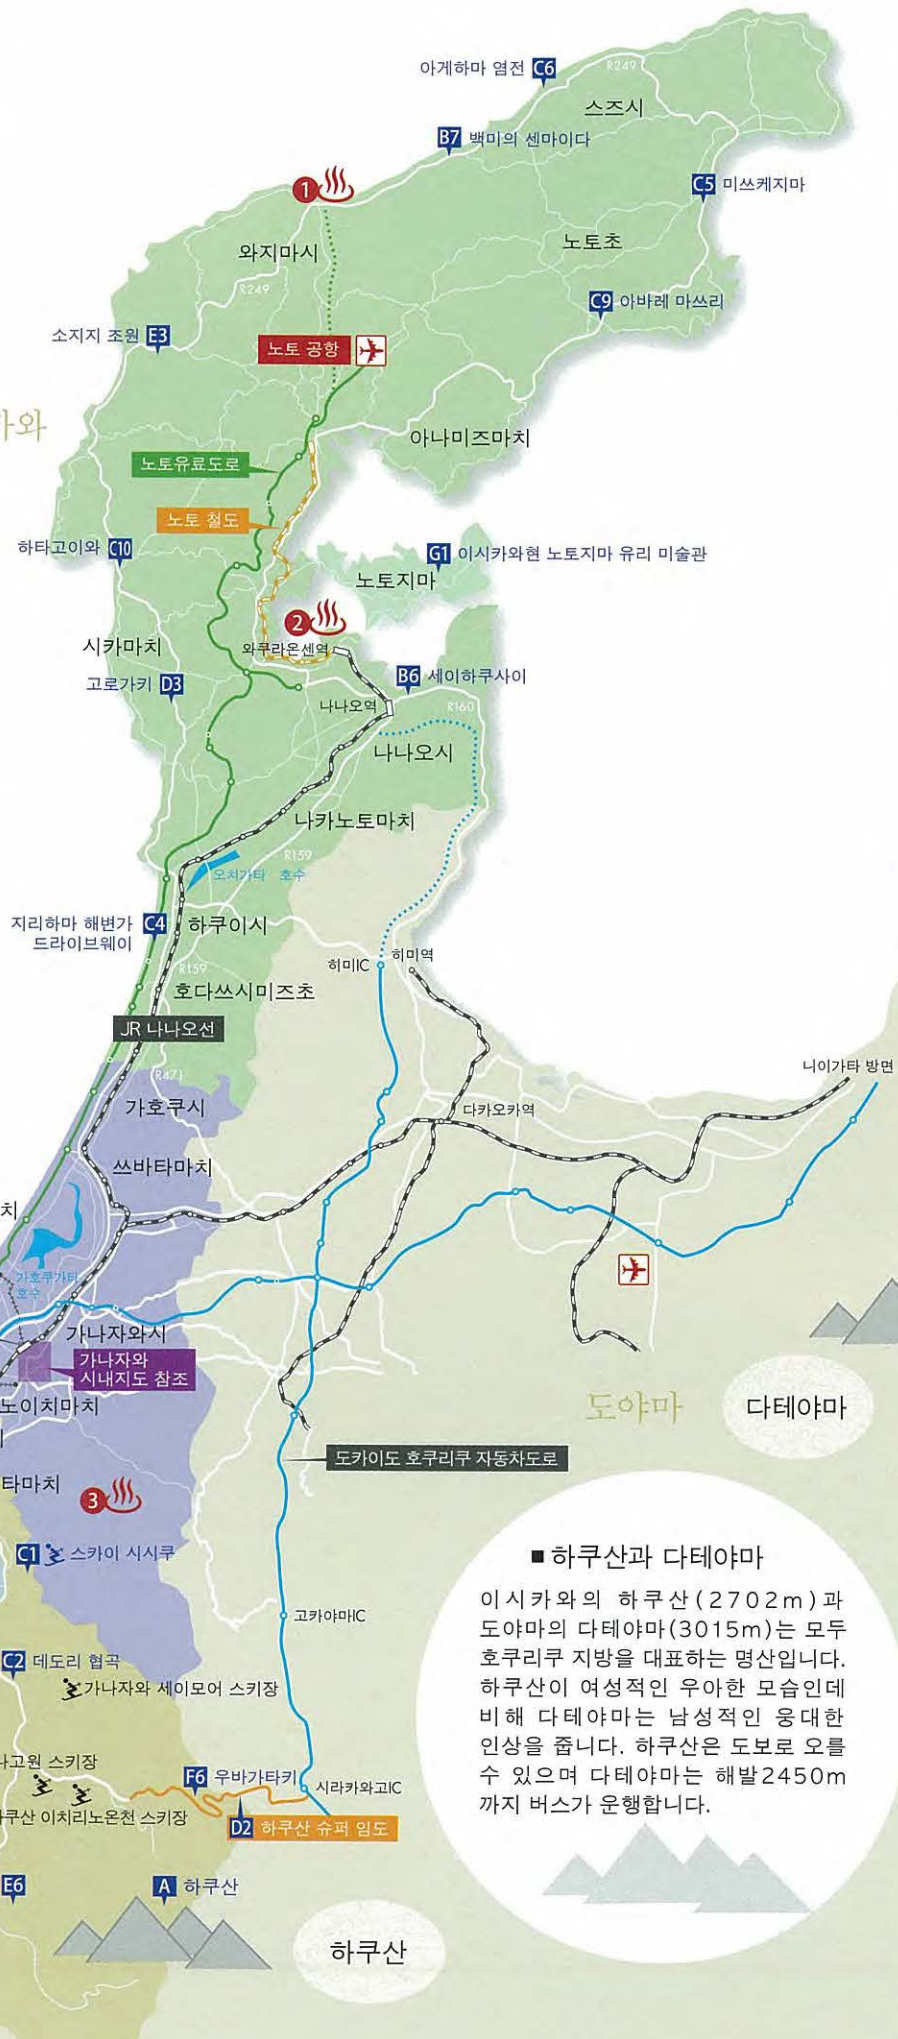 아게하마 염전 C6
R249
스즈시
B7 백미의 센마이다
C5 미쓰케지마
1
와지마시
노토초
R249
C9 아바레 마쓰리
소지지 조원 E3
노토 공항
가와
아나미즈마치
노토유료도로
노토 철도
하타고이와 C10
G1 이시카와현 노토지마 유리 미술관
노토지마
2
시카마치
와쿠라온센역
고로가키 D3
B6 세이하쿠사이
나나오역
R160
나나오시
나카노토마치
R159
오치가타 호수
지리하마 해변가
드라이브웨이
C4
하쿠이시
히미IC
히미역
R159
호다쓰시미즈초
JR 나나오선
R471
니이가타 방면
가호쿠시
다카오카역
쓰바타마치
치
가호쿠가타
호수
가나자와시
가나자와
시내지도 참조
노이치마치
도야마
다테야마
도카이도 호쿠리쿠 자동차도로
타마치
3
C1 스카이 시시쿠
■ 하쿠산과 다테야마
이시카와의 하쿠산(2702m)과
도야마의 다테야마(3015m)는 모두
호쿠리쿠 지방을 대표하는 명산입니다.
하쿠산이 여성적인 우아한 모습인데
비해 다테야마는 남성적인 웅대한
인상을 줍니다. 하쿠산은 도보로 오를
수 있으며 다테야마는 해발2450m
까지 버스가 운행합니다.
고카야마IC
C2 데도리 협곡
가나자와 세이모어 스키장
나고원 스키장
F6 우바가타키
시라카와고IC
쿠산 이치리노온천 스키장
D2 하쿠산 슈퍼 임도
E6
A 하쿠산
하쿠산